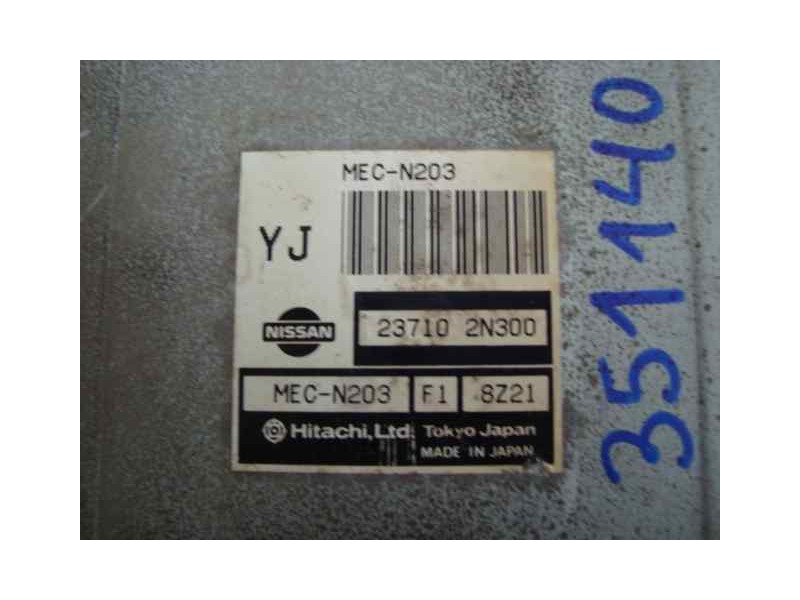 MEC-N203
YJ
NISSAN
23710 2N300
MEC-N203 F1 8Z21
Hitachi, Ltd. Tokyo Japan
MADE IN JAPAN
351140